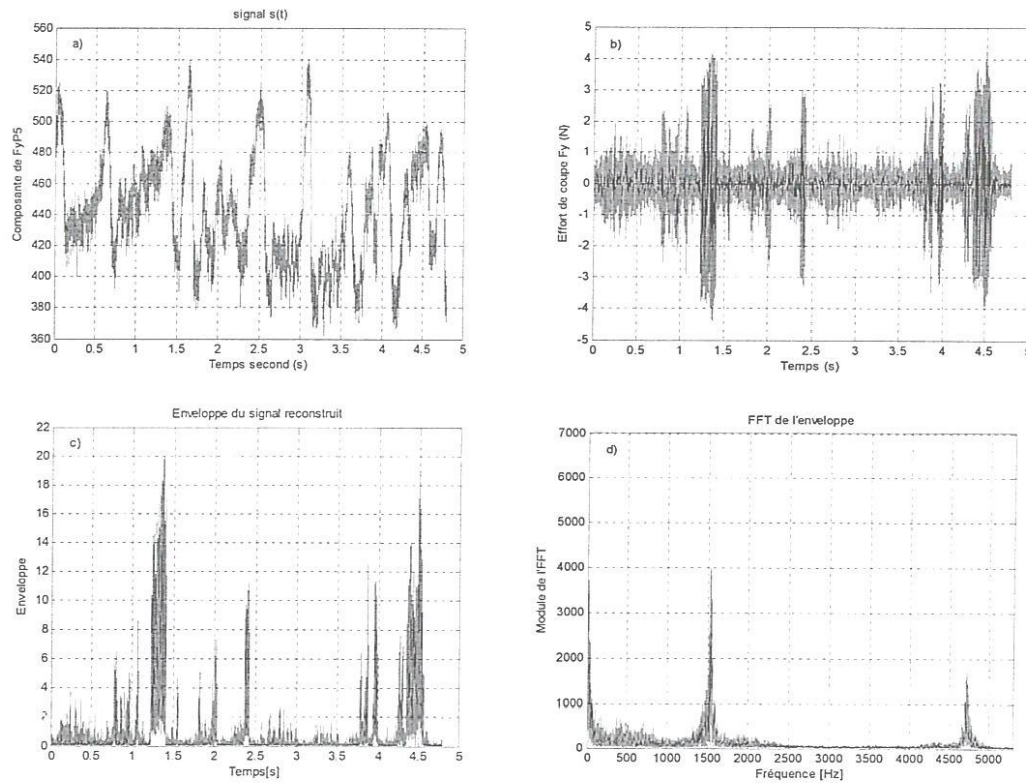 signal s(t)
a)
Composante de FyP5
560
540
520
500
480
460
440
420
400
380
360
0 0.5 1 1.5 2 2.5 3 3.5 4 4.5 5
Temps second (s)
b)
Effort de coupe Fy (N)
5
4
3
2
1
0
-1
-2
-3
-4
-5
0 0.5 1 1.5 2 2.5 3 3.5 4 4.5 5
Temps (s)
Enveloppe du signal reconstruit
c)
Enveloppe
22
20
18
16
14
12
10
8
6
4
2
0
0 0.5 1 1.5 2 2.5 3 3.5 4 4.5 5
Temps[s]
FFT de l'enveloppe
d)
Module de l'FFT
7000
6000
5000
4000
3000
2000
1000
0
0 500 1000 1500 2000 2500 3000 3500 4000 4500 5000
Fréquence [Hz]